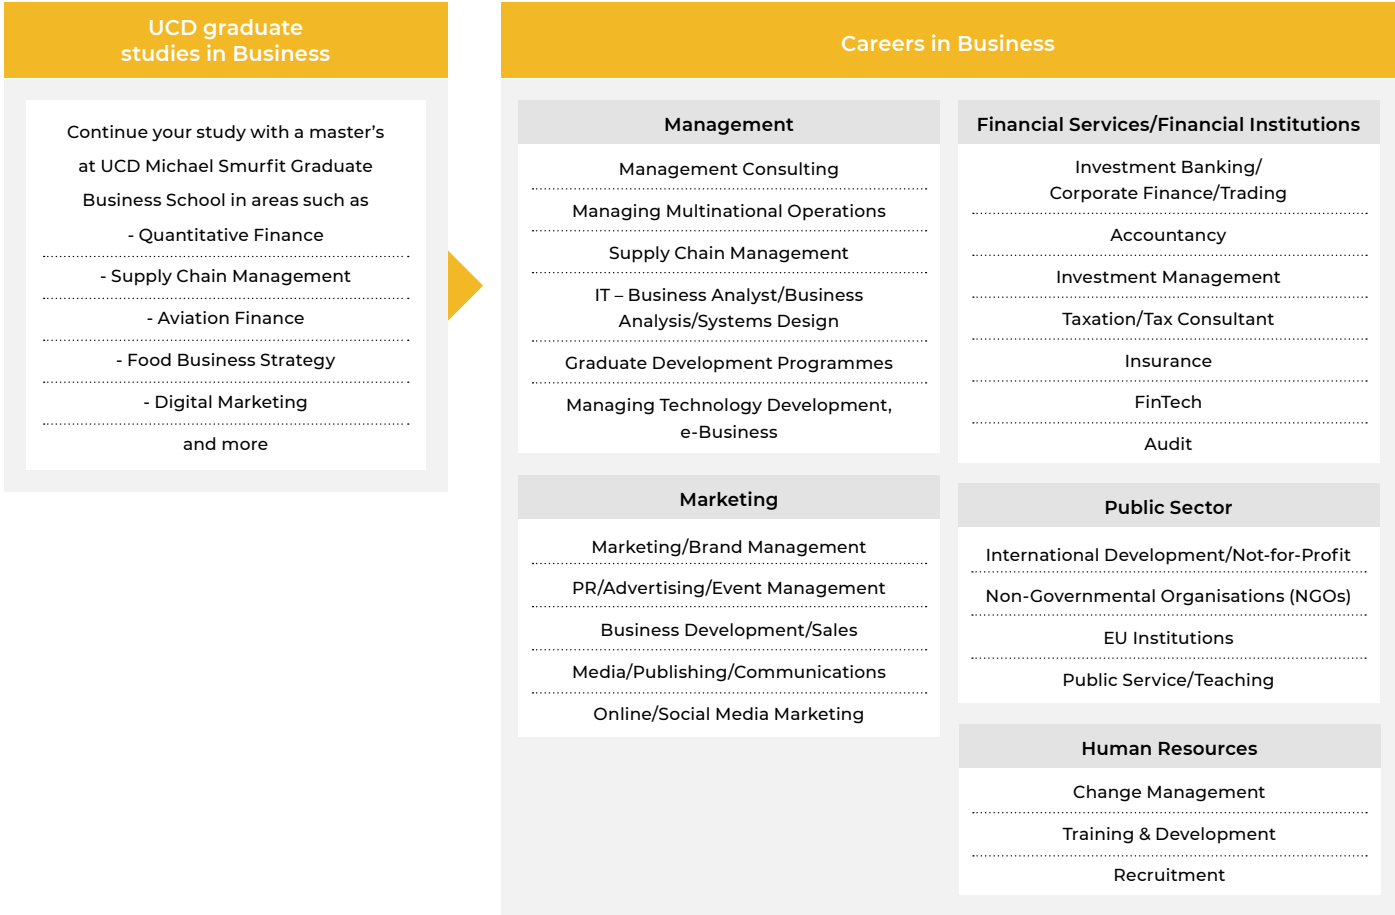 UCD graduate
studies in Business
Continue your study with a master's
at UCD Michael Smurfit Graduate
Business School in areas such as
- Quantitative Finance
- Supply Chain Management
- Aviation Finance
- Food Business Strategy
- Digital Marketing
and more
Careers in Business
Management
Management Consulting
Managing Multinational Operations
Supply Chain Management
IT – Business Analyst/Business
Analysis/Systems Design
Graduate Development Programmes
Managing Technology Development,
e-Business
Marketing
Marketing/Brand Management
PR/Advertising/Event Management
Business Development/Sales
Media/Publishing/Communications
Online/Social Media Marketing
Financial Services/Financial Institutions
Investment Banking/
Corporate Finance/Trading
Accountancy
Investment Management
Taxation/Tax Consultant
Insurance
FinTech
Audit
Public Sector
International Development/Not-for-Profit
Non-Governmental Organisations (NGOs)
EU Institutions
Public Service/Teaching
Human Resources
Change Management
Training & Development
Recruitment